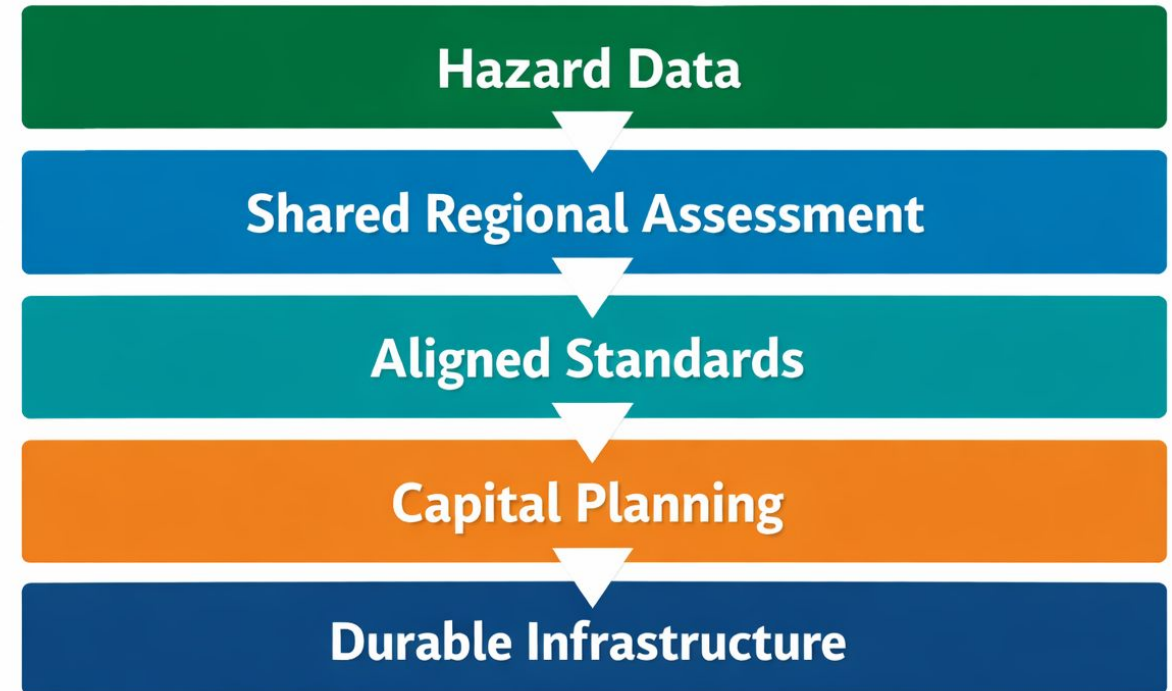 Hazard Data
Shared Regional Assessment
Aligned Standards
Capital Planning
Durable Infrastructure